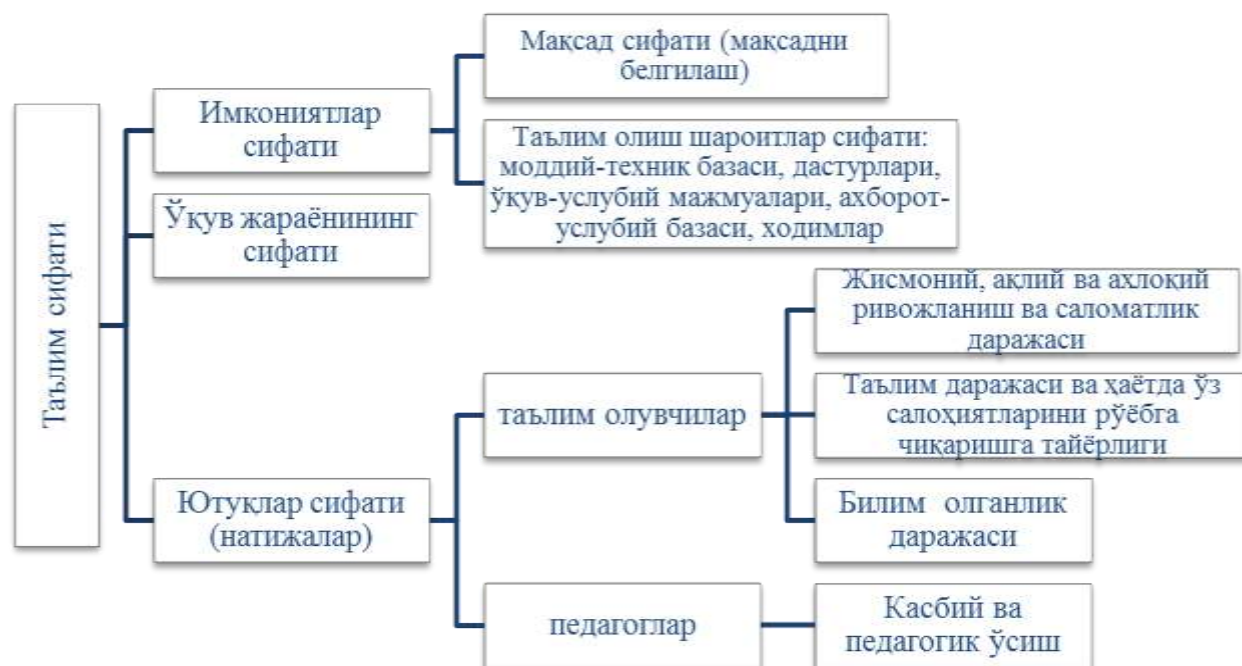 Таълим сифати
Имкониятлар
сифати
Мақсад сифати (мақсадни
белгилаш)
Таълим олиш шароитлар сифати:
моддий-техник базаси, дастурлари,
ўқув-услубий мажмуалари, ахборот-
услубий базаси, ходимлар
Ўқув жараёнининг
сифати
Ютуқлар сифати
(натижалар)
таълим олувчилар
Жисмоний, ақлий ва ахлоқий
ривожланиш ва саломатлик
даражаси
Таълим даражаси ва ҳаётда ўз
салоҳиятларини рўёбга
чиқаришга тайёрлиги
Билим олганлик
даражаси
педагоглар
Касбий ва
педагогик ўсиш